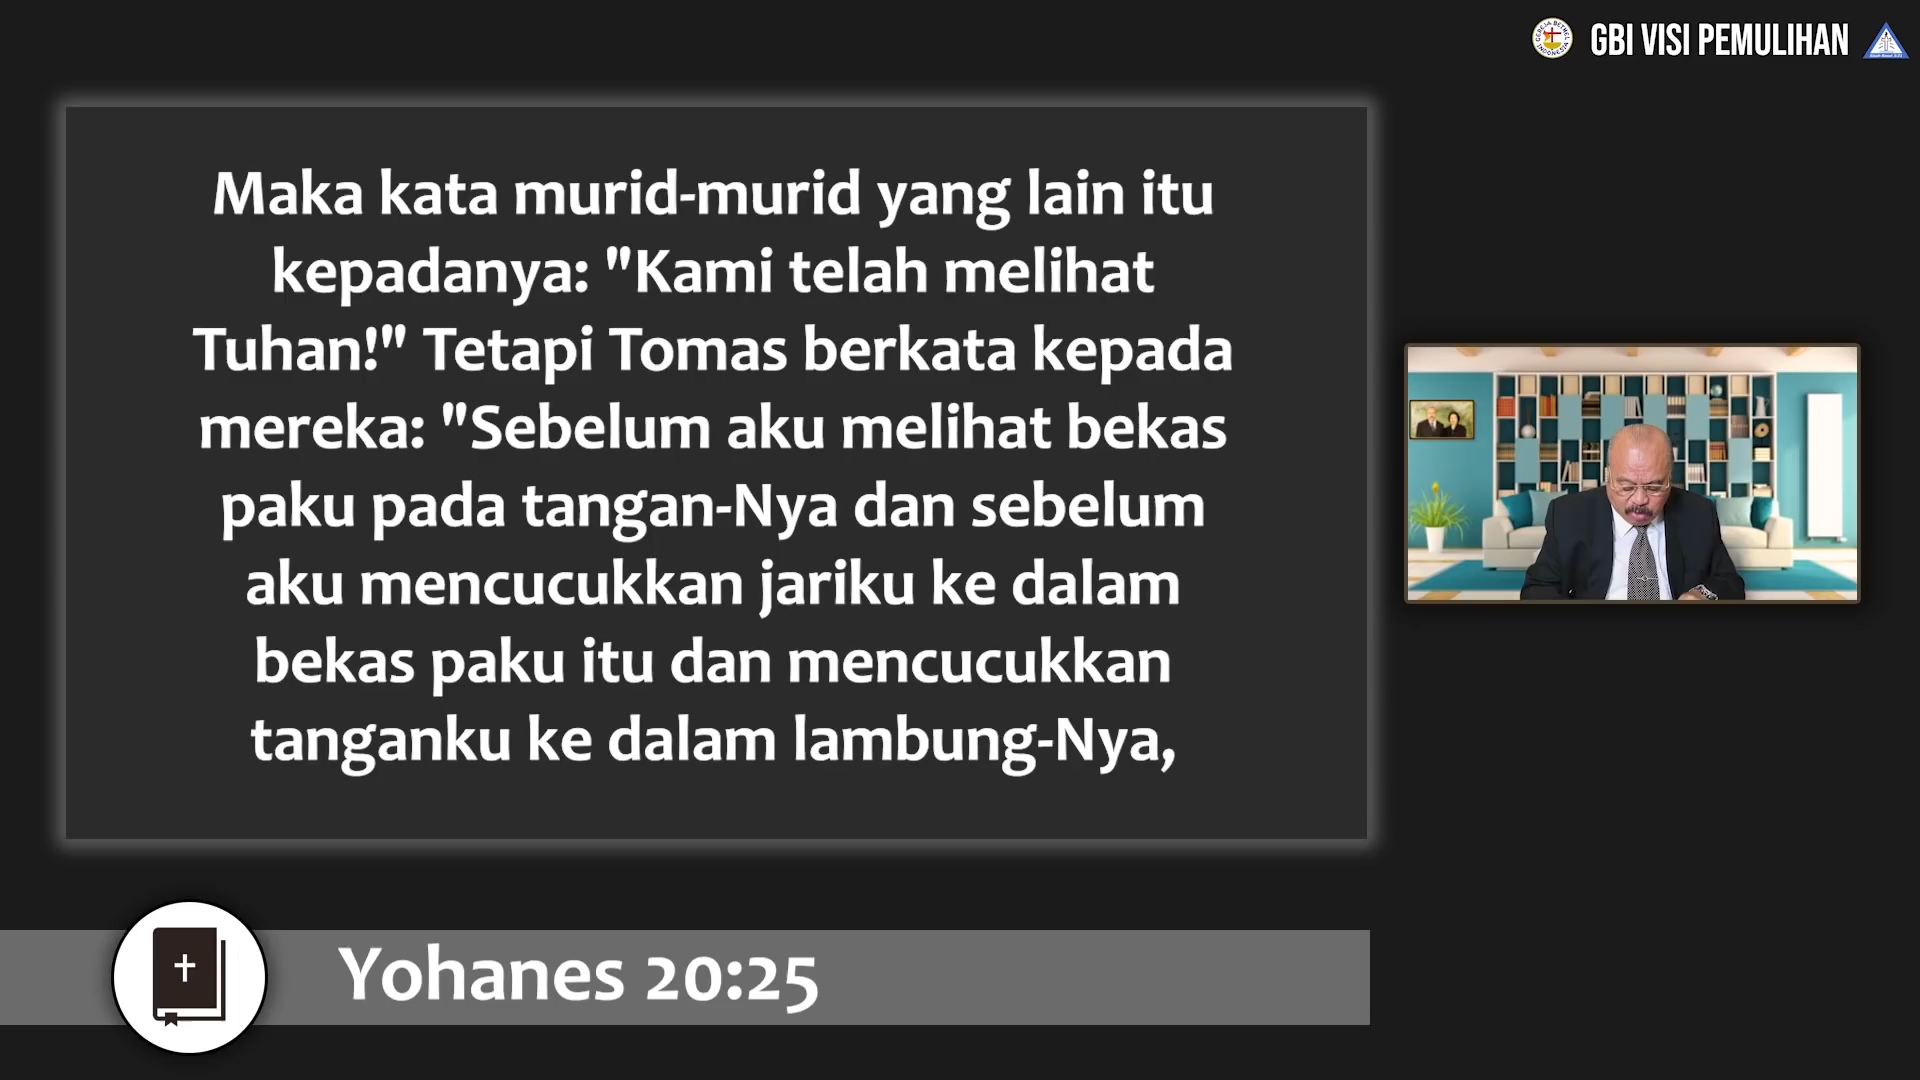 GBI VISI PEMULIHAN
Maka kata murid-murid yang lain itu
kepadanya: "Kami telah melihat
Tuhan!" Tetapi Tomas berkata kepada
mereka: "Sebelum aku melihat bekas
paku pada tangan-Nya dan sebelum
aku mencucukkan jariku ke dalam
bekas paku itu dan mencucukkan
tanganku ke dalam lambung-Nya,
Yohanes 20:25